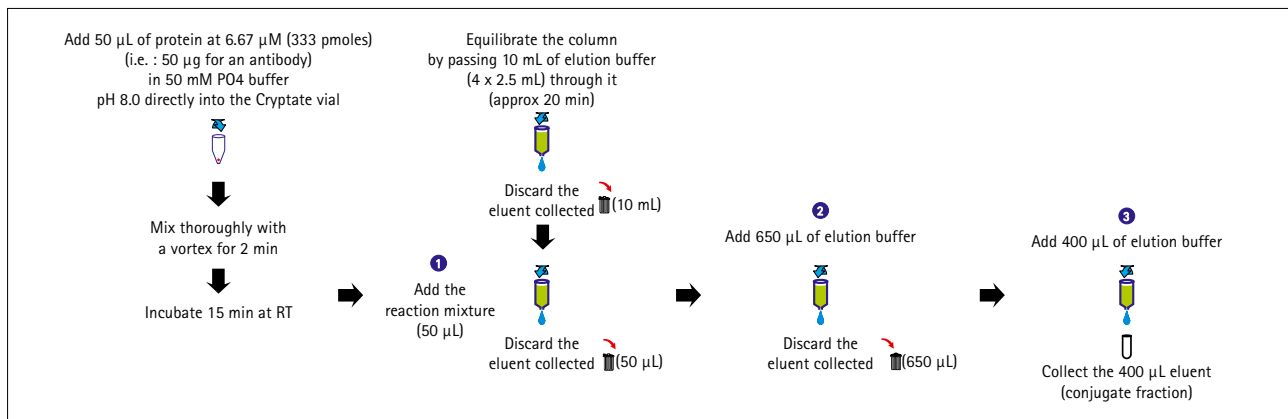 Add 50 µL of protein at 6.67 µM (333 pmoles)
(i.e. : 50 µg for an antibody)
in 50 mM PO4 buffer
pH 8.0 directly into the Cryptate vial
Mix thoroughly with
a vortex for 2 min
Incubate 15 min at RT
Equilibrate the column
by passing 10 mL of elution buffer
(4 x 2.5 mL) through it
(approx 20 min)
Discard the
eluent collected (10 mL)
1
Add the
reaction mixture
(50 µL)
Discard the
eluent collected (50 µL)
2
Add 650 µL of elution buffer
Discard the
eluent collected (650 µL)
3
Add 400 µL of elution buffer
Collect the 400 µL eluent
(conjugate fraction)